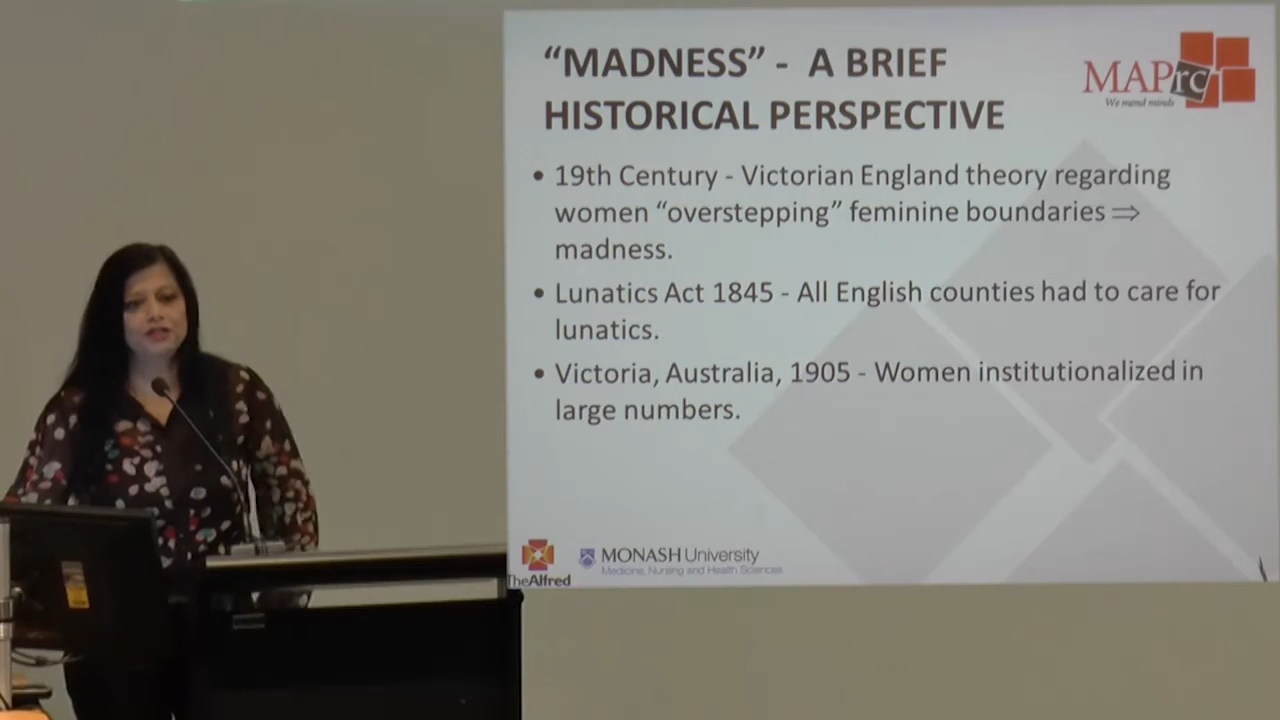 “MADNESS” - A BRIEF
HISTORICAL PERSPECTIVE
MAPrc
We mend minds
• 19th Century - Victorian England theory regarding
women “overstepping” feminine boundaries ⇒
madness.
• Lunatics Act 1845 - All English counties had to care for
lunatics.
• Victoria, Australia, 1905 - Women institutionalized in
large numbers.
TheAlfred
MONASH University
Medicine, Nursing and Health Sciences